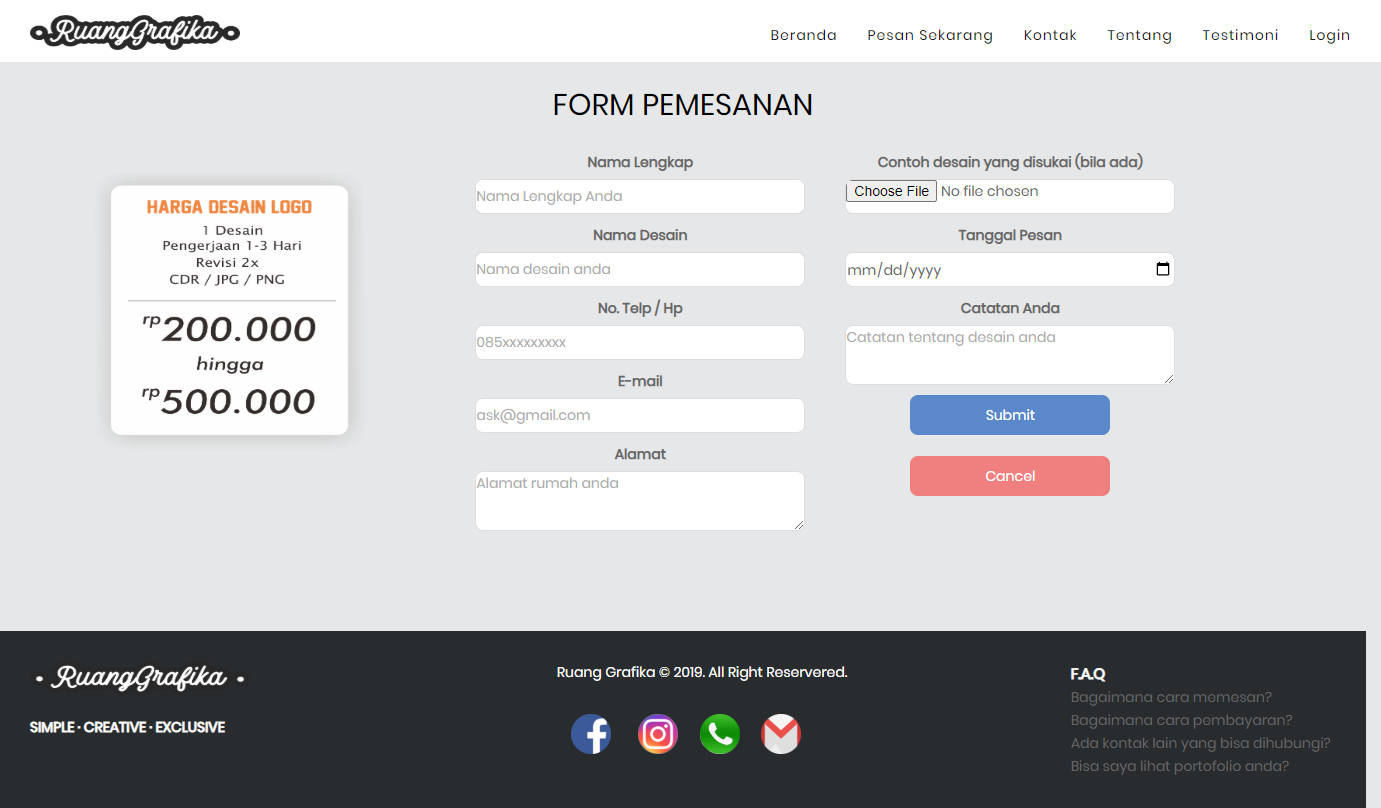 RuangGrafika
Beranda Pesan Sekarang Kontak Tentang Testimoni Login
FORM PEMESANAN
HARGA DESAIN LOGO
1 Desain
Pengerjaan 1-3 Hari
Revisi 2x
CDR / JPG / PNG
rp200.000
hingga
rp500.000
Nama Lengkap
Nama Lengkap Anda
Nama Desain
Nama desain anda
No. Telp / Hp
085xxxxxxxxx
E-mail
ask@gmail.com
Alamat
Alamat rumah anda
Contoh desain yang disukai (bila ada)
Choose File No file chosen
Tanggal Pesan
mm/dd/yyyy
Catatan Anda
Catatan tentang desain anda
Submit
Cancel
• RuangGrafika •
SIMPLE • CREATIVE • EXCLUSIVE
Ruang Grafika © 2019. All Right Reservered.
F.A.Q
Bagaimana cara memesan?
Bagaimana cara pembayaran?
Ada kontak lain yang bisa dihubungi?
Bisa saya lihat portofolio anda?